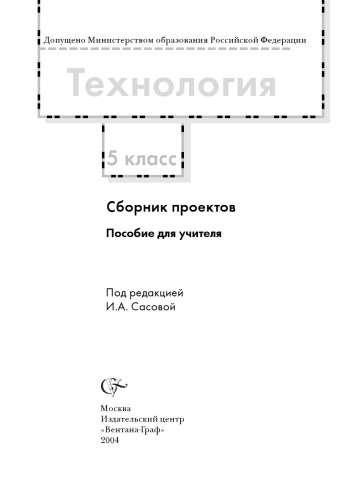 Допущено Министерством образования Российской Федерации
Технология
5 класс
Сборник проектов
Пособие для учителя
Под редакцией
И.А. Сасовой
Москва
Издательский центр
«Вентана-Граф»
2004